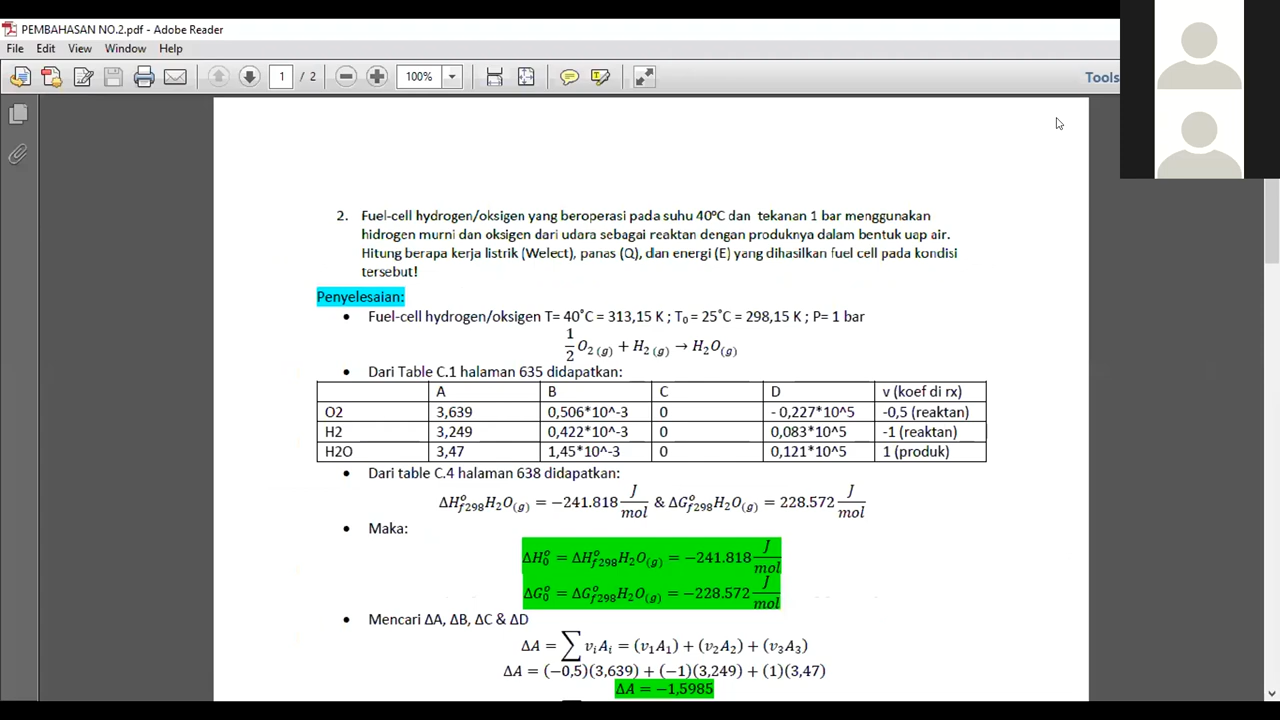 PEMBAHASAN NO.2.pdf - Adobe Reader
File Edit View Window Help
1 / 2 100% Tools
2. Fuel-cell hydrogen/oksigen yang beroperasi pada suhu 40°C dan tekanan 1 bar menggunakan
hidrogen murni dan oksigen dari udara sebagai reaktan dengan produknya dalam bentuk uap air.
Hitung berapa kerja listrik (Welect), panas (Q), dan energi (E) yang dihasilkan fuel cell pada kondisi
tersebut!
Penyelesaian:
• Fuel-cell hydrogen/oksigen T= 40˚C = 313,15 K ; T₀ = 25˚C = 298,15 K ; P= 1 bar
1/2 O₂ (g) + H₂ (g) → H₂O(g)
• Dari Table C.1 halaman 635 didapatkan:
A B C D v (koef di rx)
O2 3,639 0,506*10^-3 0 - 0,227*10^5 -0,5 (reaktan)
H2 3,249 0,422*10^-3 0 0,083*10^5 -1 (reaktan)
H2O 3,47 1,45*10^-3 0 0,121*10^5 1 (produk)
• Dari table C.4 halaman 638 didapatkan:
ΔH°f298 H₂O(g) = −241.818 J/mol & ΔG°f298 H₂O(g) = 228.572 J/mol
• Maka:
ΔH°₀ = ΔH°f298 H₂O(g) = −241.818 J/mol
ΔG°₀ = ΔG°f298 H₂O(g) = −228.572 J/mol
• Mencari ΔA, ΔB, ΔC & ΔD
ΔA = ∑ vᵢAᵢ = (v₁A₁) + (v₂A₂) + (v₃A₃)
ΔA = (−0,5)(3,639) + (−1)(3,249) + (1)(3,47)
ΔA = −1,5985